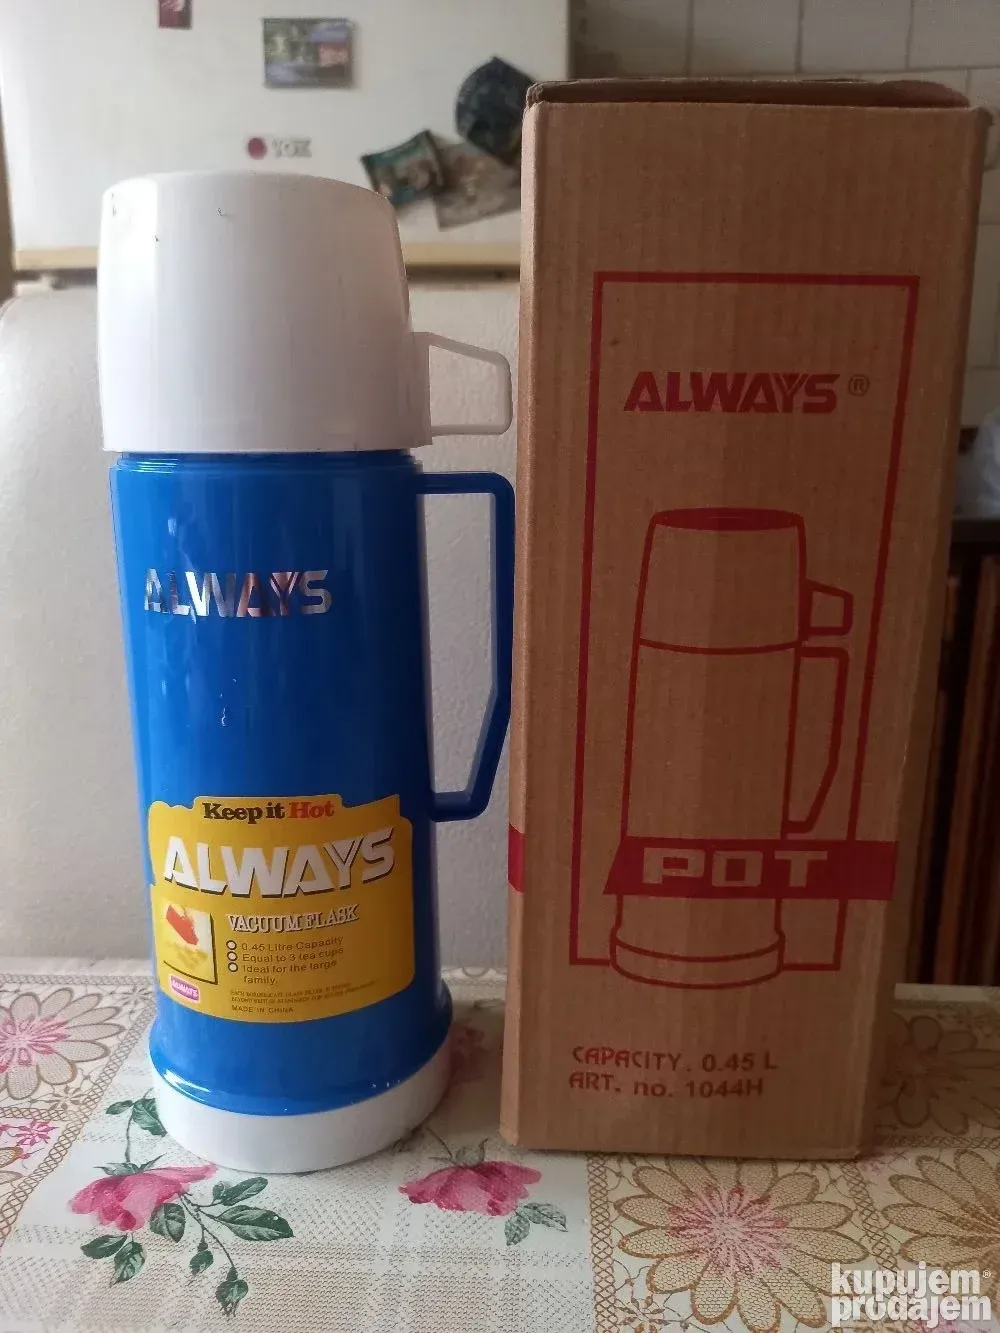 ALWAYS
Keep it Hot
ALWAYS
VACUUM FLASK
0.45 Litre Capacity
Equal to 3 tea cups
Ideal for the large
family.
ALWAYS
MADE IN CHINA
ALWAYS®
POT
CAPACITY. 0.45 L
ART. no. 1044H
kupujem
prodajem®